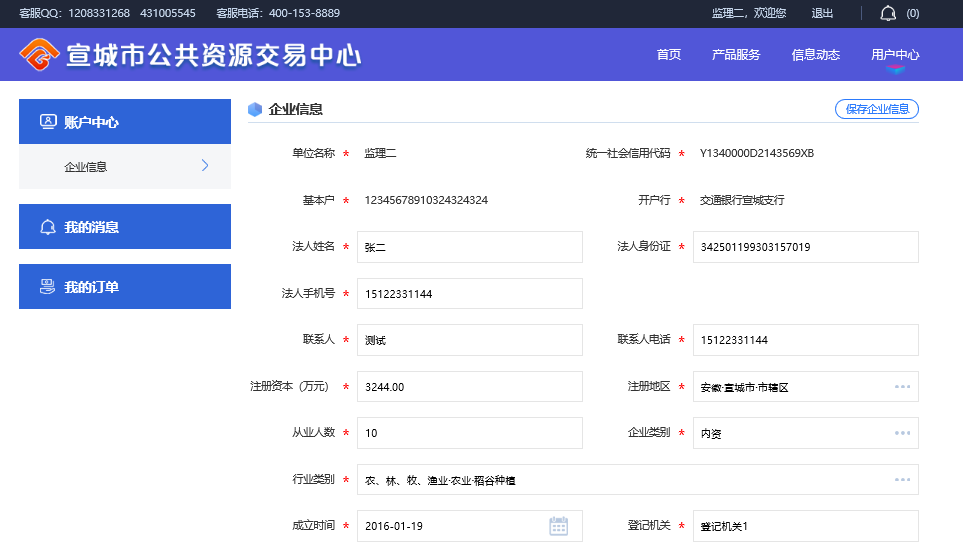 客服QQ：1208331268 431005545 客服电话：400-153-8889 监理二，欢迎您 退出 (0)
宣城市公共资源交易中心 首页 产品服务 信息动态 用户中心
账户中心
企业信息
我的消息
我的订单
企业信息 保存企业信息
单位名称 * 监理二 统一社会信用代码 * Y1340000D2143569XB
基本户 * 12345678910324324324 开户行 * 交通银行宣城支行
法人姓名 * 张二 法人身份证 * 342501199303157019
法人手机号 * 15122331144
联系人 * 测试 联系人电话 * 15122331144
注册资本（万元） * 3244.00 注册地区 * 安徽·宣城市·市辖区
从业人数 * 10 企业类别 * 内资
行业类别 * 农、林、牧、渔业·农业·稻谷种植
成立时间 * 2016-01-19 登记机关 * 登记机关1